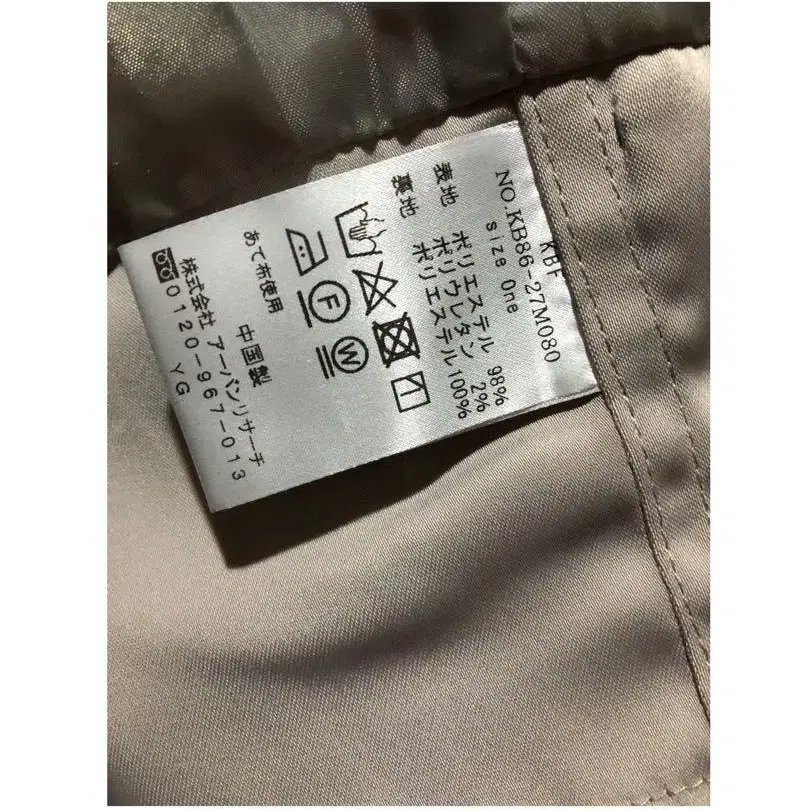 KBF
NO.KB86-27M080
size One
表地 ポリエステル 98%
ポリウレタン 2%
裏地 ポリエステル100%
F
W
あて布使用
中国製
株式会社 アーバンリサーチ
0120-967-013
YG